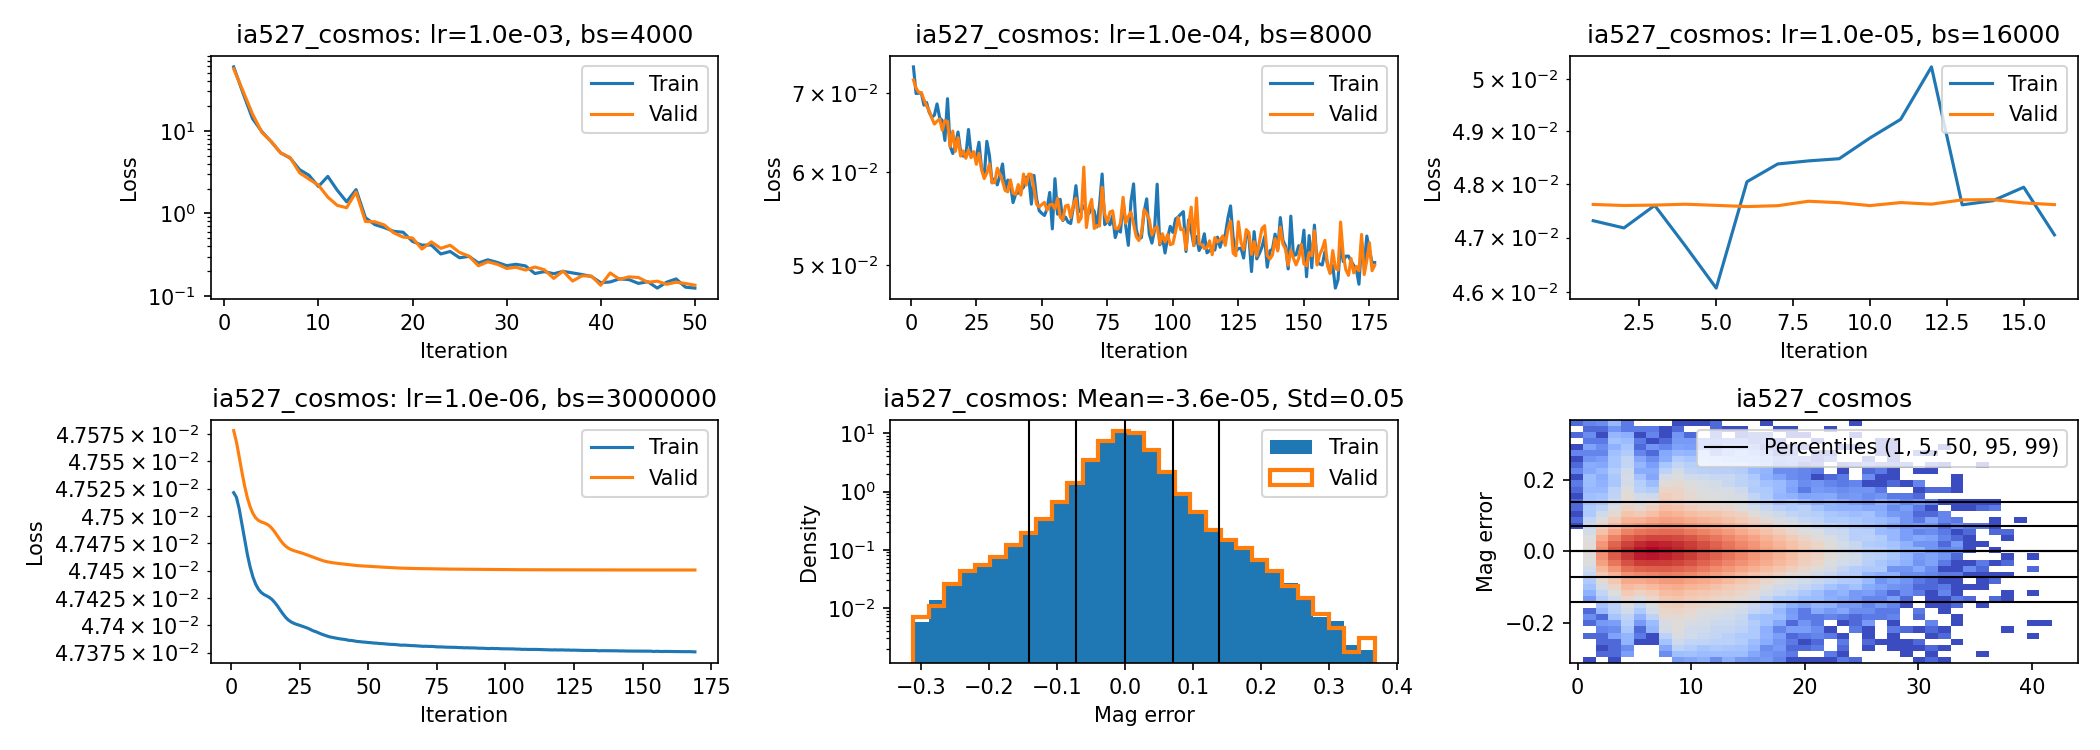 ia527_cosmos: lr=1.0e-03, bs=4000
Loss
10¹
10⁰
10⁻¹
Train
Valid
0 10 20 30 40 50
Iteration
ia527_cosmos: lr=1.0e-04, bs=8000
Loss
7 × 10⁻²
6 × 10⁻²
5 × 10⁻²
Train
Valid
0 25 50 75 100 125 150 175
Iteration
ia527_cosmos: lr=1.0e-05, bs=16000
Loss
5 × 10⁻²
4.9 × 10⁻²
4.8 × 10⁻²
4.7 × 10⁻²
4.6 × 10⁻²
Train
Valid
2.5 5.0 7.5 10.0 12.5 15.0
Iteration
ia527_cosmos: lr=1.0e-06, bs=3000000
Loss
4.7575 × 10⁻²
4.755 × 10⁻²
4.7525 × 10⁻²
4.75 × 10⁻²
4.7475 × 10⁻²
4.745 × 10⁻²
4.7425 × 10⁻²
4.74 × 10⁻²
4.7375 × 10⁻²
Train
Valid
0 25 50 75 100 125 150 175
Iteration
ia527_cosmos: Mean=-3.6e-05, Std=0.05
Density
10¹
10⁰
10⁻¹
10⁻²
Train
Valid
−0.3 −0.2 −0.1 0.0 0.1 0.2 0.3 0.4
Mag error
ia527_cosmos
Mag error
0.2
0.0
−0.2
Percentiles (1, 5, 50, 95, 99)
0 10 20 30 40